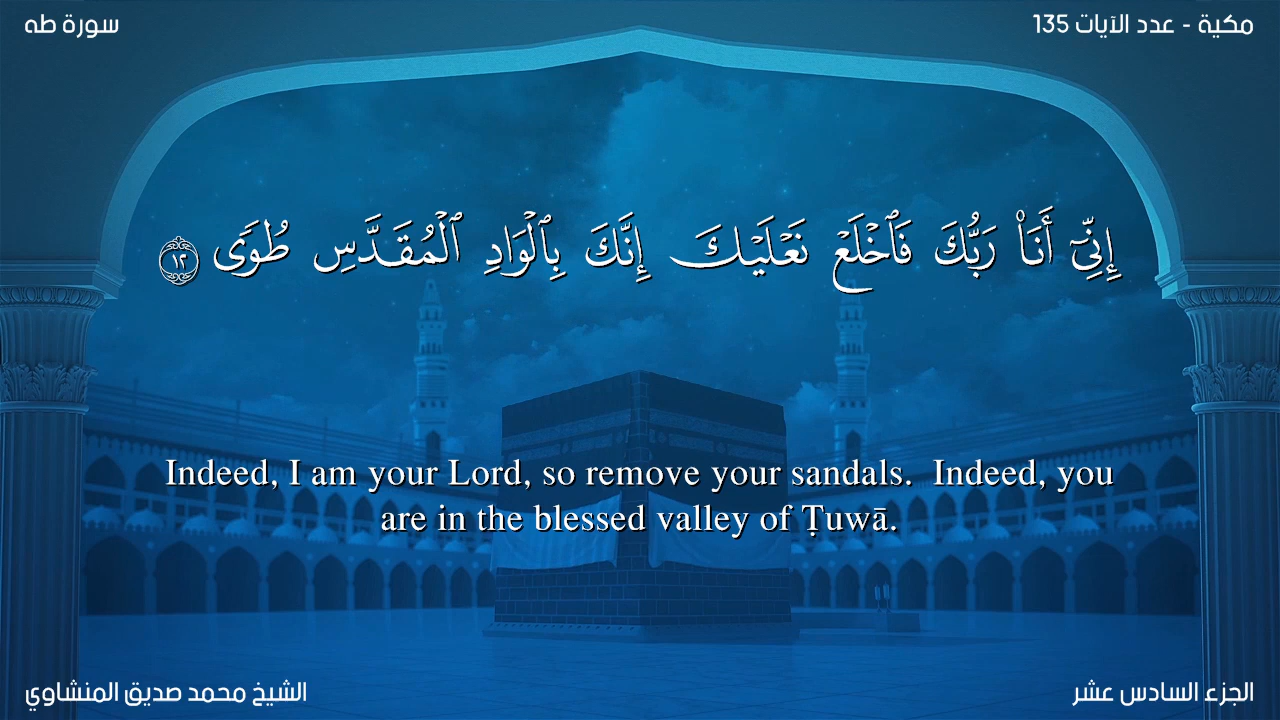 سورة طه
مكية - عدد الآيات 135
إِنِّىٓ أَنَا۠ رَبُّكَ فَٱخْلَعْ نَعْلَيْكَ إِنَّكَ بِٱلْوَادِ ٱلْمُقَدَّسِ طُوًى ١٢
Indeed, I am your Lord, so remove your sandals. Indeed, you
are in the blessed valley of Ṭuwā.
الشيخ محمد صديق المنشاوي
الجزء السادس عشر